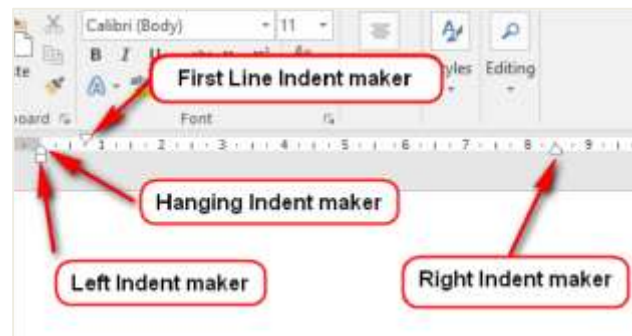 Calibri (Body) 11
B I U
A
First Line Indent maker
yles Editing
Font
1 2 3 4 5 6 7 8 9
Hanging Indent maker
Left Indent maker
Right Indent maker